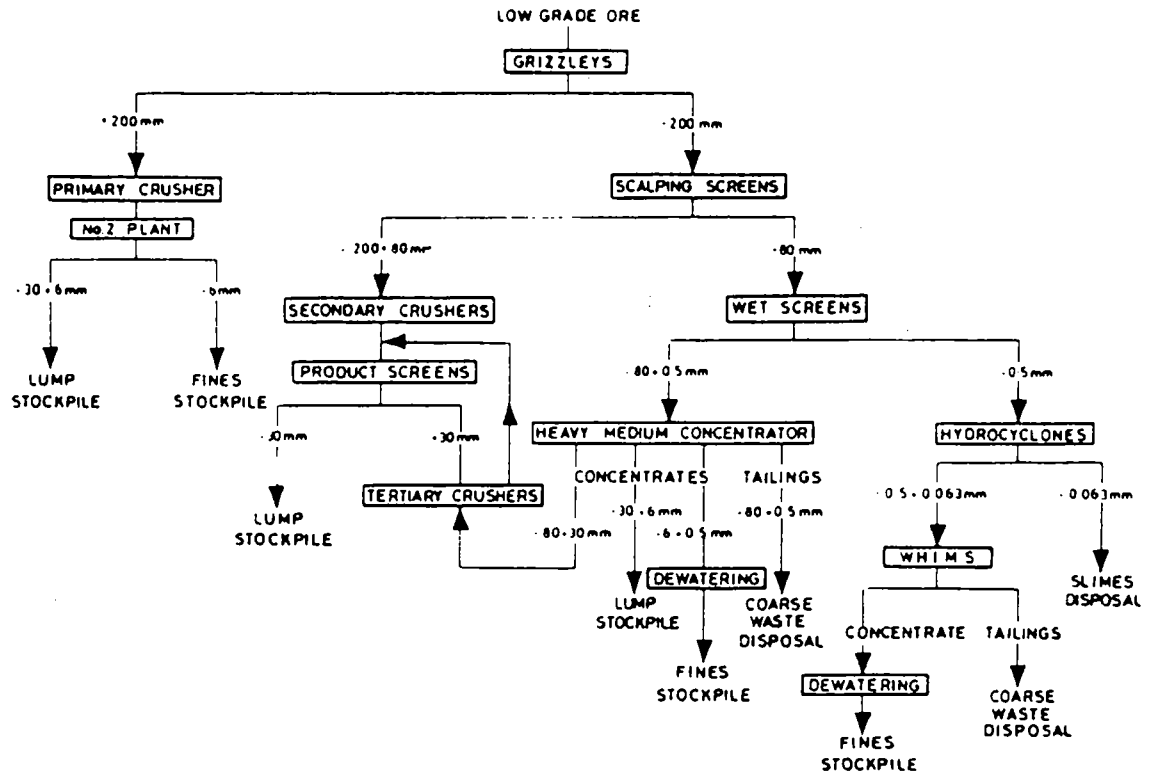 LOW GRADE ORE
GRIZZLEYS
+200mm
-200mm
PRIMARY CRUSHER
SCALPING SCREENS
No.2 PLANT
-200+80mm
-80mm
-30+6mm
-6mm
SECONDARY CRUSHERS
WET SCREENS
PRODUCT SCREENS
LUMP
STOCKPILE
FINES
STOCKPILE
-80+0.5mm
-0.5mm
-30mm
+30mm
HEAVY MEDIUM CONCENTRATOR
HYDROCYCLONES
CONCENTRATES
TAILINGS
TERTIARY CRUSHERS
-0.5+0.063mm
-0.063mm
LUMP
STOCKPILE
-80+30mm
-30+6mm
-6+0.5mm
-80+0.5mm
WHIMS
DEWATERING
SLIMES
DISPOSAL
LUMP
STOCKPILE
COARSE
WASTE
DISPOSAL
CONCENTRATE
TAILINGS
FINES
STOCKPILE
DEWATERING
COARSE
WASTE
DISPOSAL
FINES
STOCKPILE